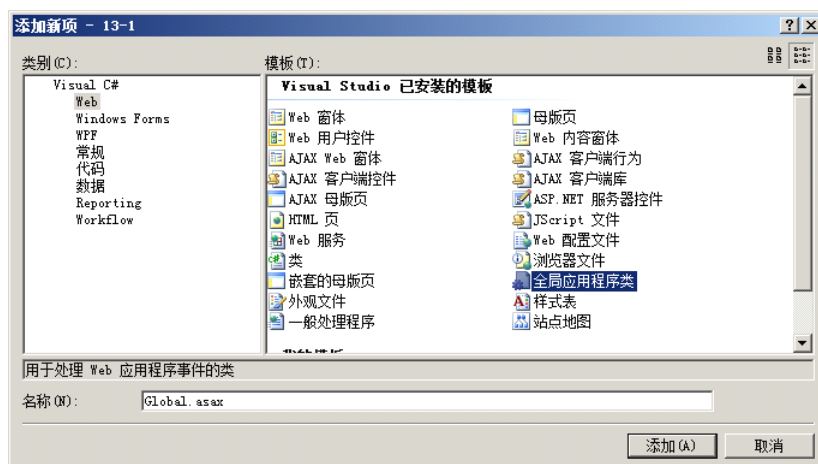 添加新项 - 13-1
类别(C):
模板(T):
Visual C#
Web
Windows Forms
WPF
常规
代码
数据
Reporting
Workflow
Visual Studio 已安装的模板
Web 窗体
母版页
Web 用户控件
Web 内容窗体
AJAX Web 窗体
AJAX 客户端行为
AJAX 客户端控件
AJAX 客户端库
AJAX 母版页
ASP.NET 服务器控件
HTML 页
JScript 文件
Web 服务
Web 配置文件
类
浏览器文件
嵌套的母版页
全局应用程序类
外观文件
样式表
一般处理程序
站点地图
用于处理 Web 应用程序事件的类
名称(N):
Global.asax
添加(A)
取消